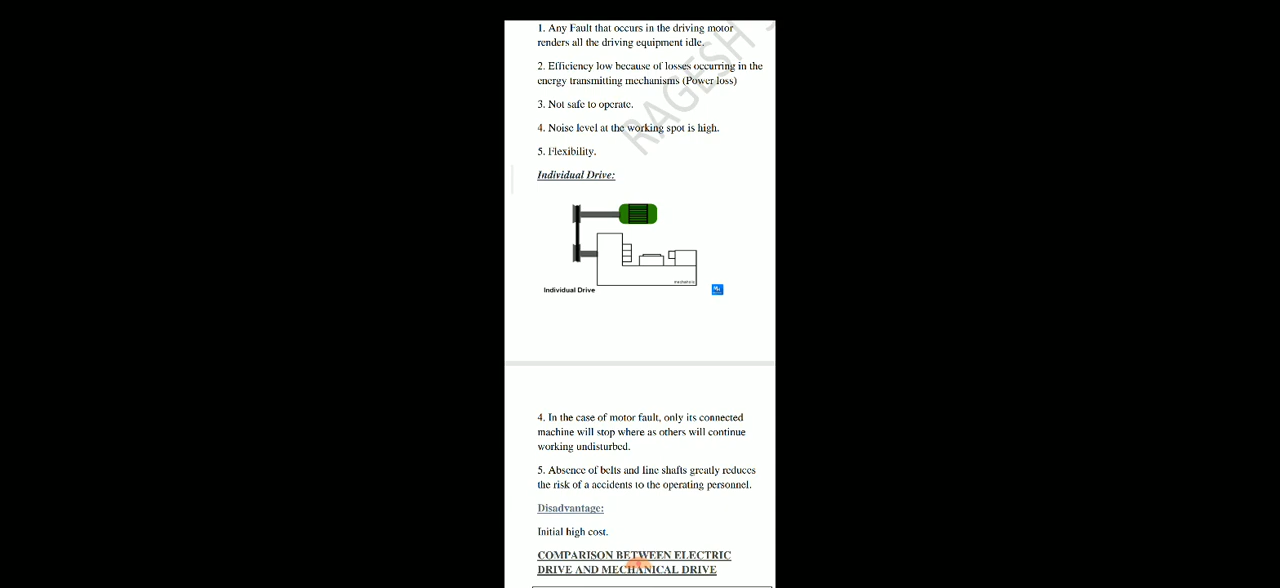 1. Any Fault that occurs in the driving motor
renders all the driving equipment idle.
2. Efficiency low because of losses occurring in the
energy transmitting mechanisms (Power loss)
3. Not safe to operate.
4. Noise level at the working spot is high.
5. Flexibility.
RAGESH
Individual Drive:
Individual Drive
4. In the case of motor fault, only its connected
machine will stop where as others will continue
working undisturbed.
5. Absence of belts and line shafts greatly reduces
the risk of a accidents to the operating personnel.
Disadvantage:
Initial high cost.
COMPARISON BETWEEN ELECTRIC
DRIVE AND MECHANICAL DRIVE